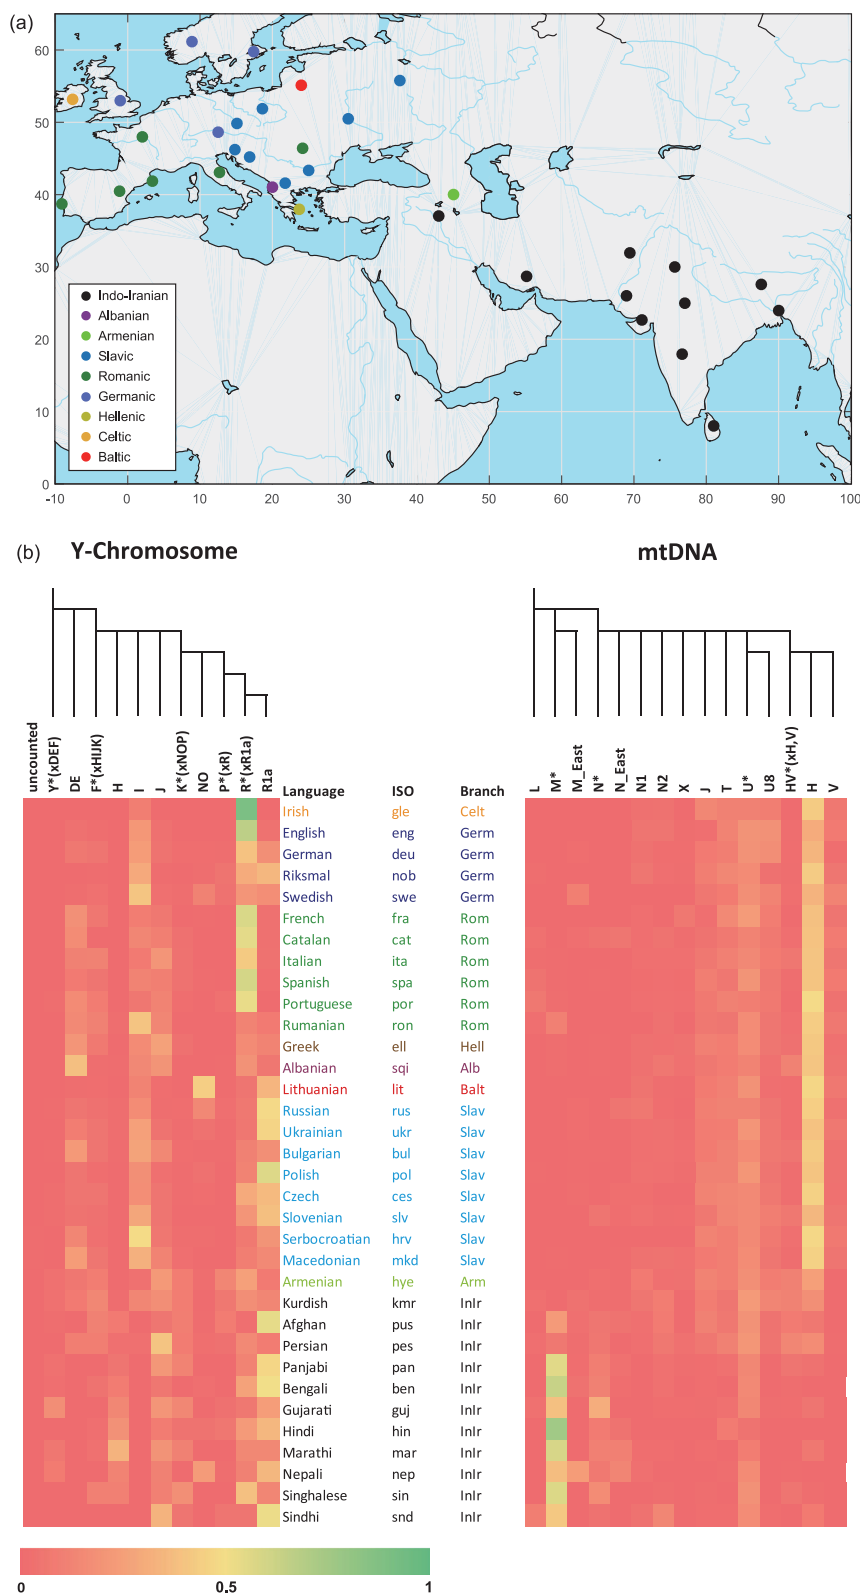 (a)
60
50
40
30
20
10
0
Indo-Iranian
Albanian
Armenian
Slavic
Romanic
Germanic
Hellenic
Celtic
Baltic
-10 0 10 20 30 40 50 60 70 80 90 100
(b) Y-Chromosome mtDNA
uncounted Y*(xDEF) DE F*(xHIJK) H I J K*(xNOP) NO P*(xR) R*(xR1a) R1a Language ISO Branch L M* M_East N* N_East N1 N2 X J T U* U8 HV*(xH,V) H V
Irish gle Celt
English eng Germ
German deu Germ
Riksmal nob Germ
Swedish swe Germ
French fra Rom
Catalan cat Rom
Italian ita Rom
Spanish spa Rom
Portuguese por Rom
Rumanian ron Rom
Greek ell Hell
Albanian sqi Alb
Lithuanian lit Balt
Russian rus Slav
Ukrainian ukr Slav
Bulgarian bul Slav
Polish pol Slav
Czech ces Slav
Slovenian slv Slav
Serbocroatian hrv Slav
Macedonian mkd Slav
Armenian hye Arm
Kurdish kmr InIr
Afghan pus InIr
Persian pes InIr
Panjabi pan InIr
Bengali ben InIr
Gujarati guj InIr
Hindi hin InIr
Marathi mar InIr
Nepali nep InIr
Singhalese sin InIr
Sindhi snd InIr
0 0.5 1